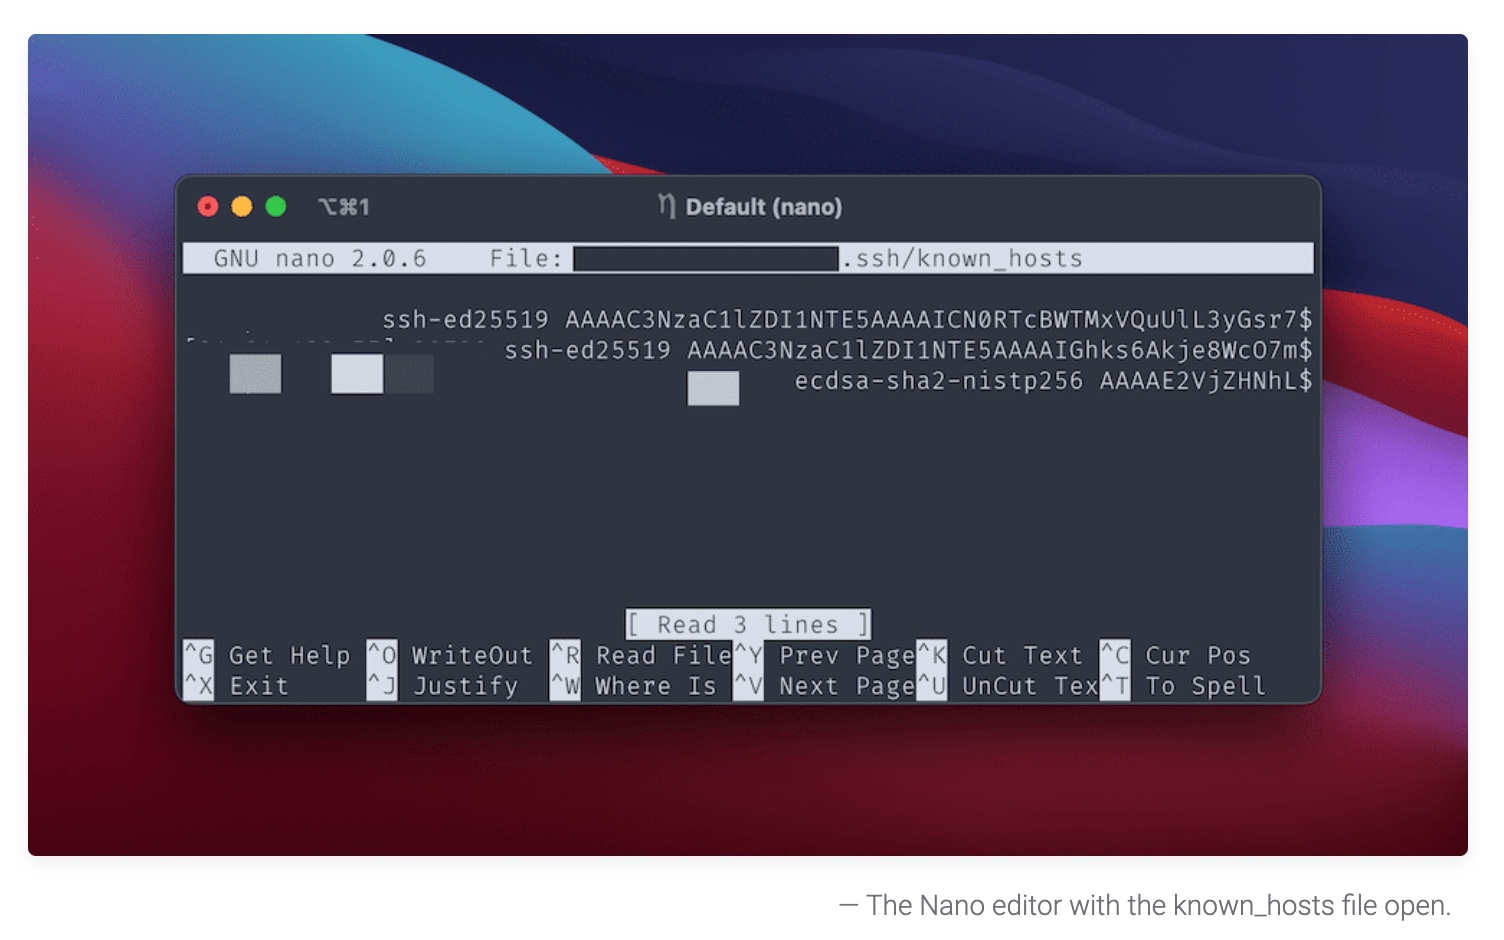 ⌥⌘1 Default (nano)
GNU nano 2.0.6 File: .ssh/known_hosts
ssh-ed25519 AAAAC3NzaC1lZDI1NTE5AAAAICN0RTcBWTMxVQuUlL3yGsr7$
ssh-ed25519 AAAAC3NzaC1lZDI1NTE5AAAAIGhks6Akje8WcO7m$
ecdsa-sha2-nistp256 AAAAE2VjZHNhL$
[ Read 3 lines ]
^G Get Help ^O WriteOut ^R Read File ^Y Prev Page ^K Cut Text ^C Cur Pos
^X Exit ^J Justify ^W Where Is ^V Next Page ^U UnCut Tex ^T To Spell
— The Nano editor with the known_hosts file open.